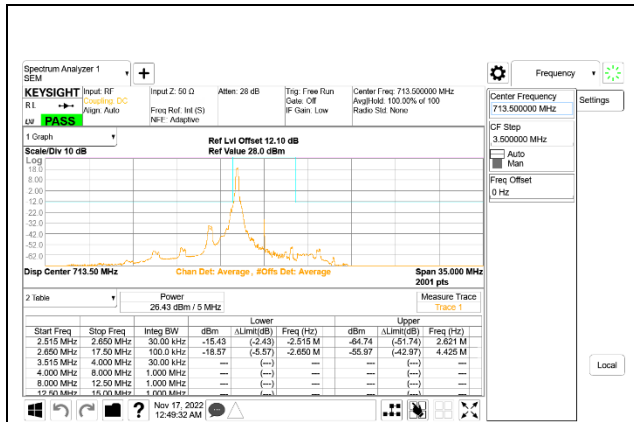 Spectrum Analyzer 1
SEM
Frequency
KEYSIGHT
Input: RF
Coupling: DC
Align: Auto
Input Z: 50 Ω
Freq Ref: Int (S)
NFE: Adaptive
Atten: 28 dB
Trig: Free Run
Gate: Off
IF Gain: Low
Center Freq: 713.500000 MHz
Avg|Hold: 100.00% of 100
Radio Std: None
PASS
Center Frequency
713.500000 MHz
Settings
CF Step
3.500000 MHz
Auto
Man
Freq Offset
0 Hz
Local
1 Graph
Scale/Div 10 dB
Ref Lvl Offset 12.10 dB
Ref Value 28.0 dBm
Log
18.0
8.00
-2.00
-12.0
-22.0
-32.0
-42.0
-52.0
-62.0
Disp Center 713.50 MHz
Chan Det: Average , #Offs Det: Average
Span 35.000 MHz
2001 pts
2 Table
Power
26.43 dBm / 5 MHz
Measure Trace
Trace 1
Lower Upper
Start Freq Stop Freq Integ BW dBm ΔLimit(dB) Freq (Hz) dBm ΔLimit(dB) Freq (Hz)
2.515 MHz 2.650 MHz 30.00 kHz -15.43 (-2.43) -2.515 M -64.74 (-51.74) 2.621 M
2.650 MHz 17.50 MHz 100.0 kHz -18.57 (-5.57) -2.650 M -55.97 (-42.97) 4.425 M
3.515 MHz 4.000 MHz 30.00 kHz --- (---) --- --- (---) ---
4.000 MHz 8.000 MHz 1.000 MHz --- (---) --- --- (---) ---
8.000 MHz 12.50 MHz 1.000 MHz --- (---) --- --- (---) ---
12.50 MHz 15.00 MHz 1.000 MHz --- (---) --- --- (---) ---
Nov 17, 2022
12:49:32 AM